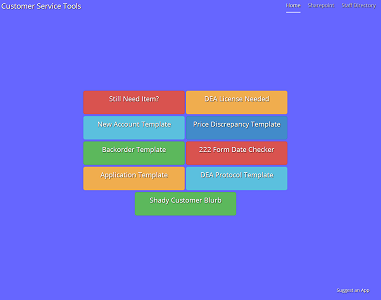 Customer Service Tools
Home Sharepoint Staff Directory
Still Need Item?
DEA License Needed
New Account Template
Price Discrepancy Template
Backorder Template
222 Form Date Checker
Application Template
DEA Protocol Template
Shady Customer Blurb
Suggest an App